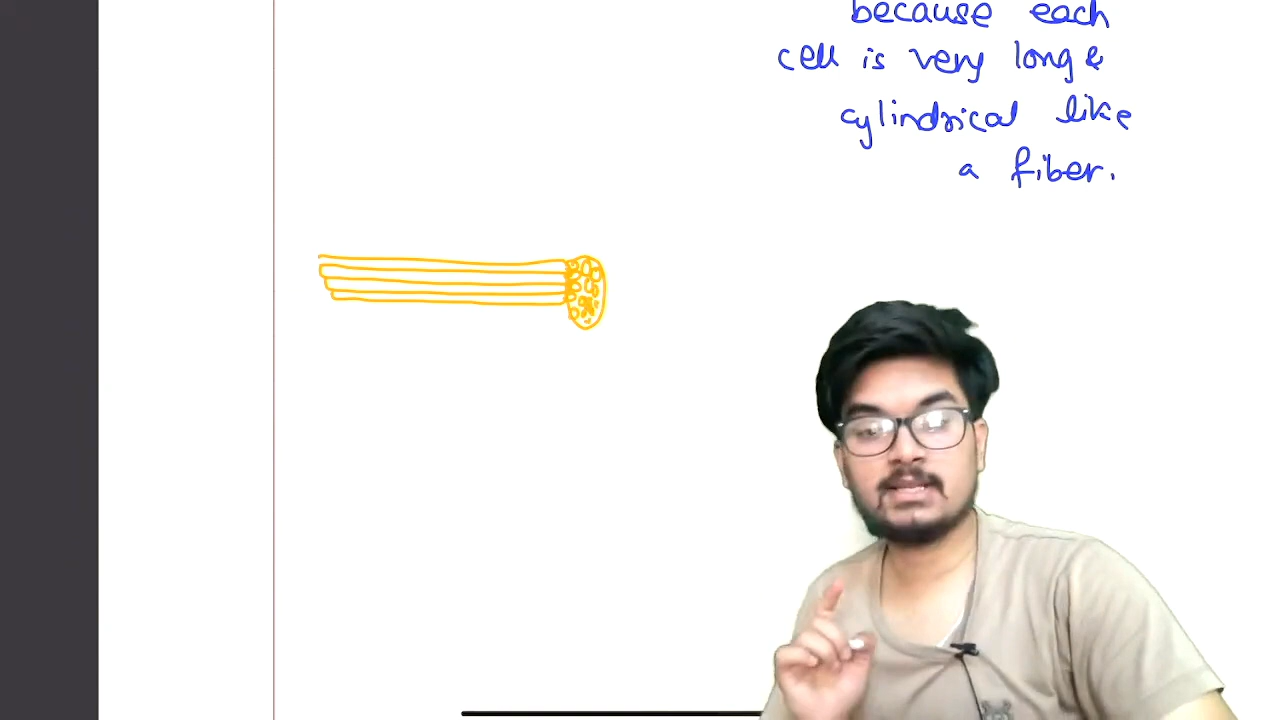 because each
cell is very long &
cylindrical like
a fiber.